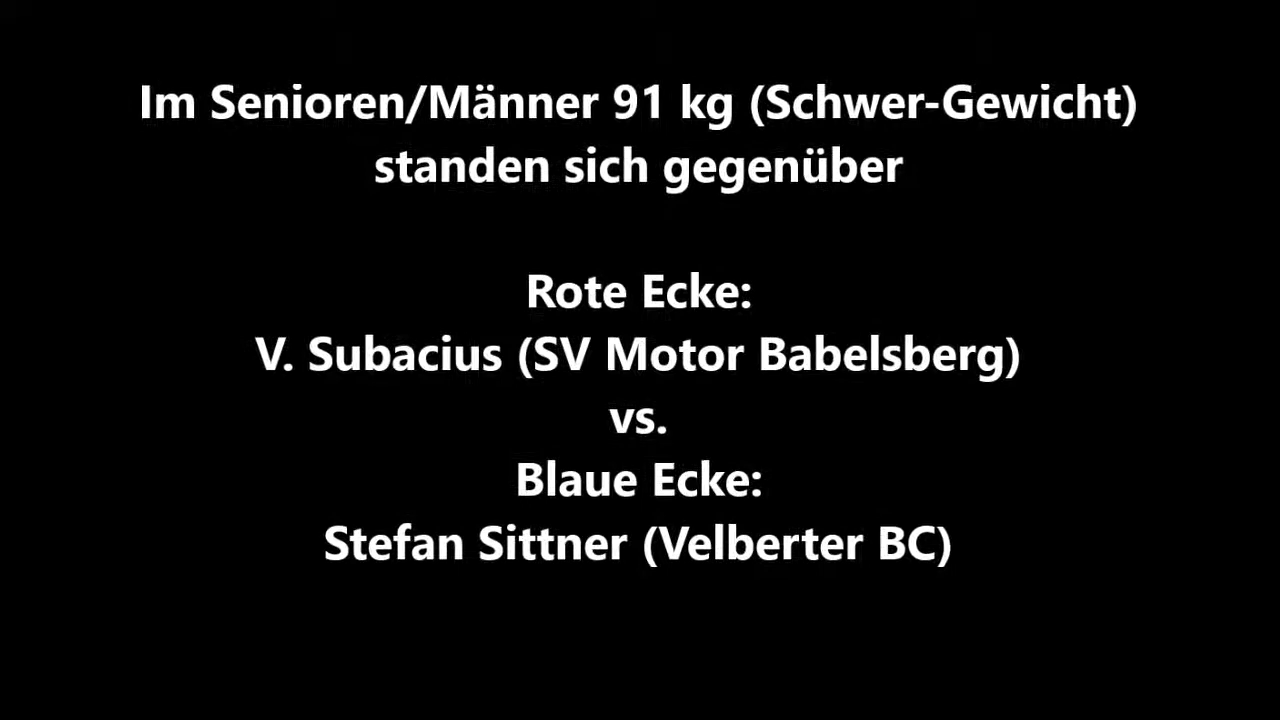 Im Senioren/Männer 91 kg (Schwer-Gewicht)
standen sich gegenüber
Rote Ecke:
V. Subacius (SV Motor Babelsberg)
vs.
Blaue Ecke:
Stefan Sittner (Velberter BC)